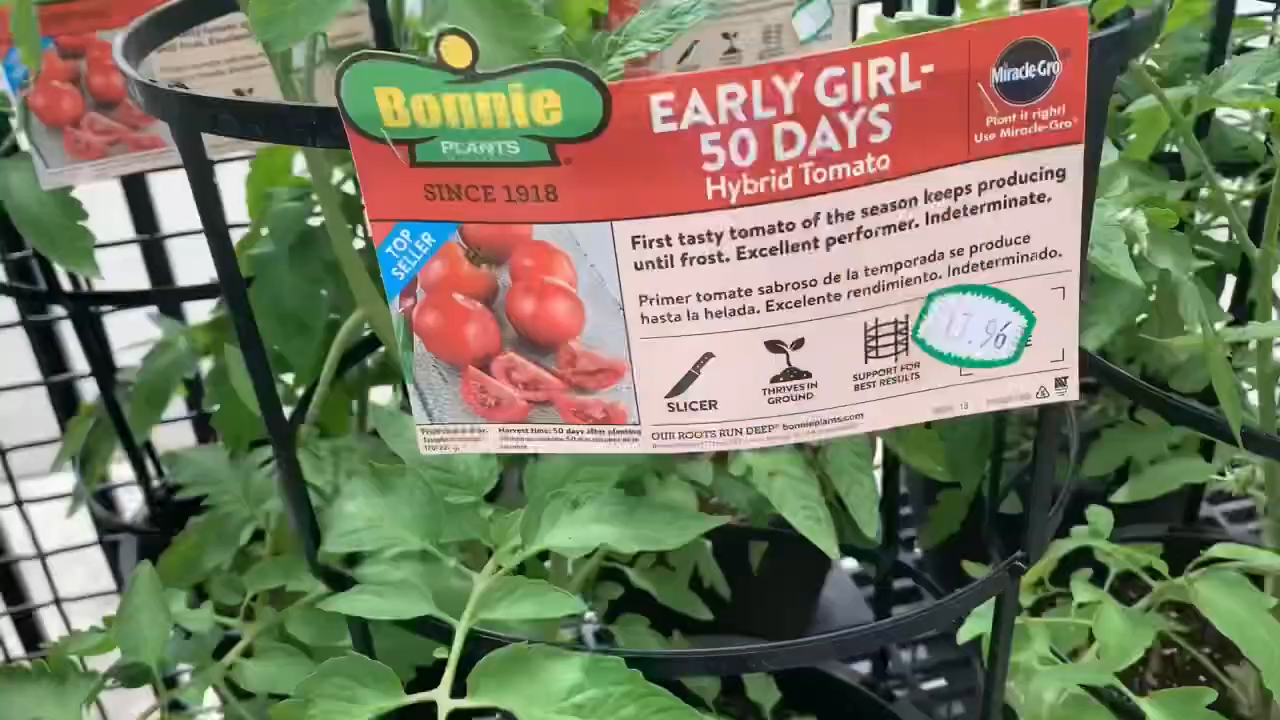 Bonnie
PLANTS
SINCE 1918
EARLY GIRL-
50 DAYS
Hybrid Tomato
Miracle-Gro
Plant it right!
Use Miracle-Gro®
TOP
SELLER
First tasty tomato of the season keeps producing
until frost. Excellent performer. Indeterminate.
Primer tomate sabroso de la temporada se produce
hasta la helada. Excelente rendimiento. Indeterminado.
SLICER
THRIVES IN
GROUND
SUPPORT FOR
BEST RESULTS
17.96
Harvest time: 50 days after planting
OUR ROOTS RUN DEEP® bonnieplants.com